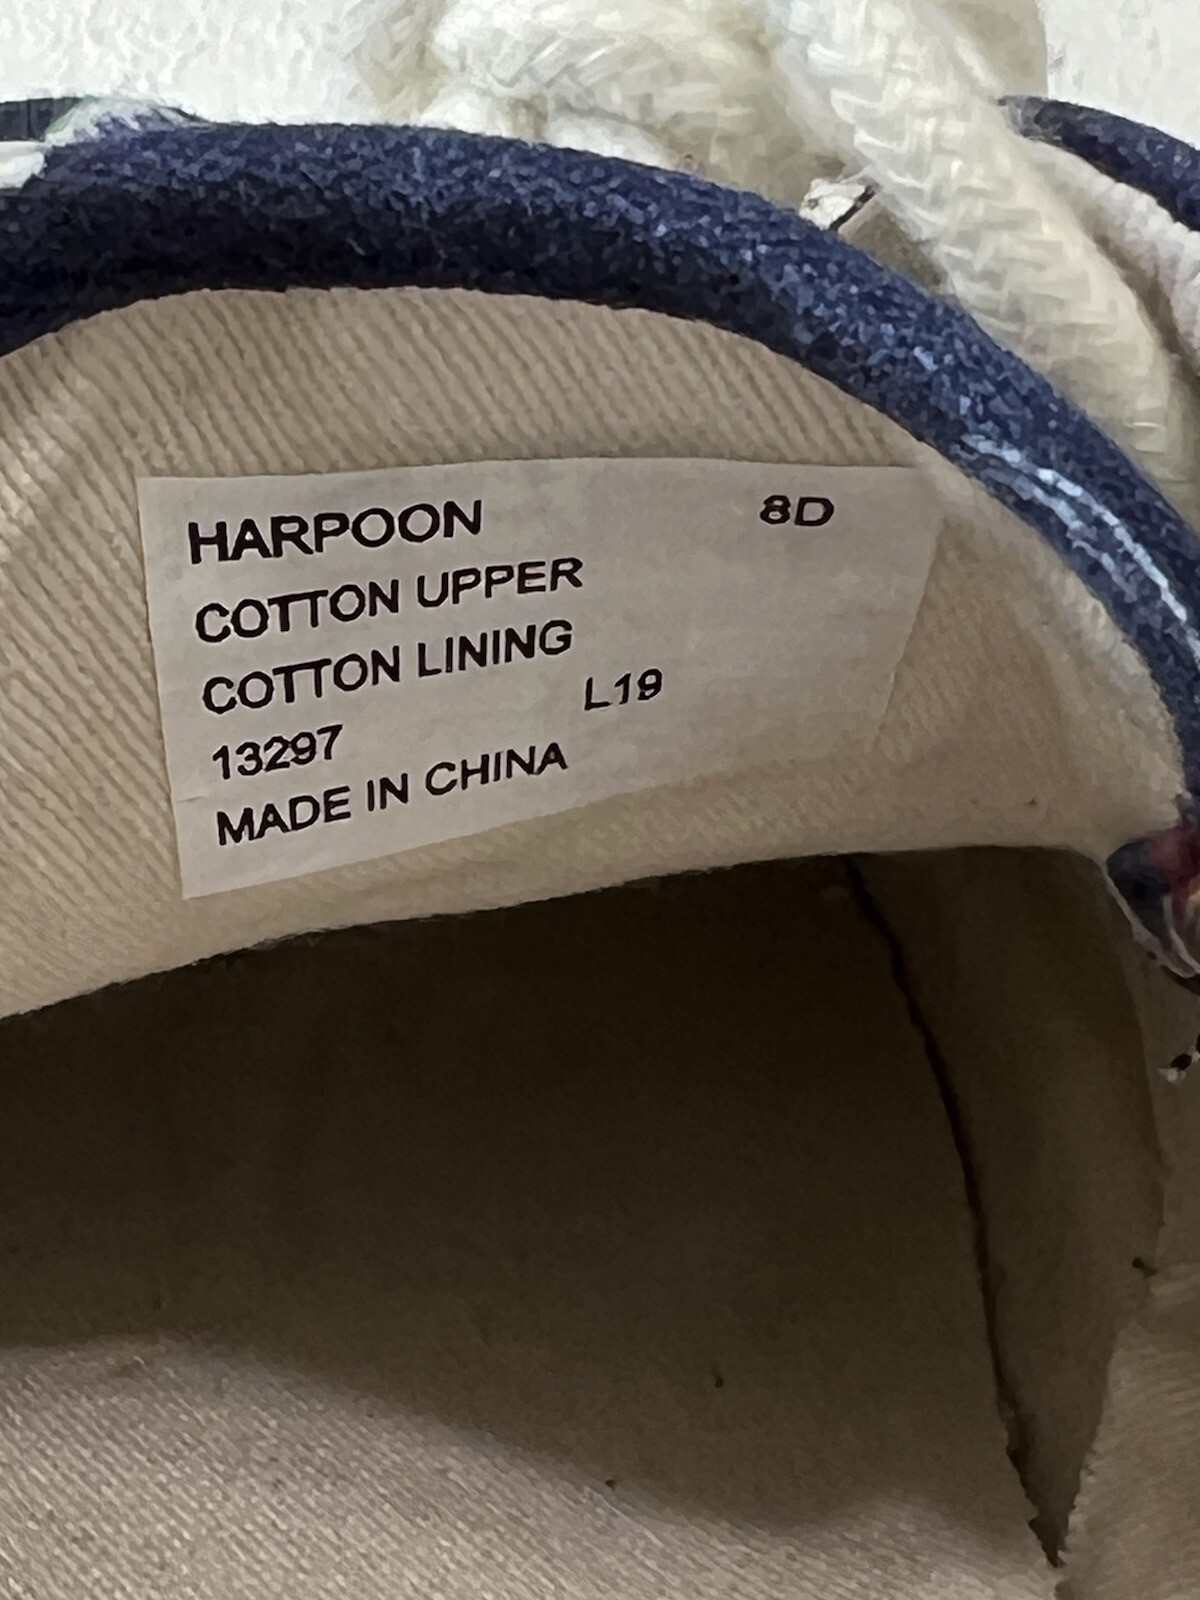 HARPOON 8D
COTTON UPPER
COTTON LINING
13297 L19
MADE IN CHINA